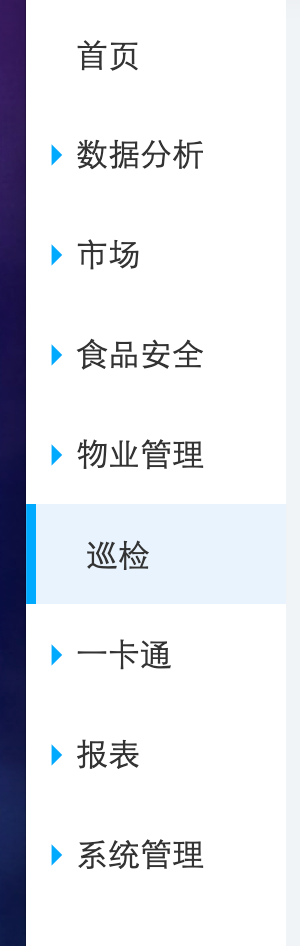 首页
数据分析
市场
食品安全
物业管理
巡检
一卡通
报表
系统管理